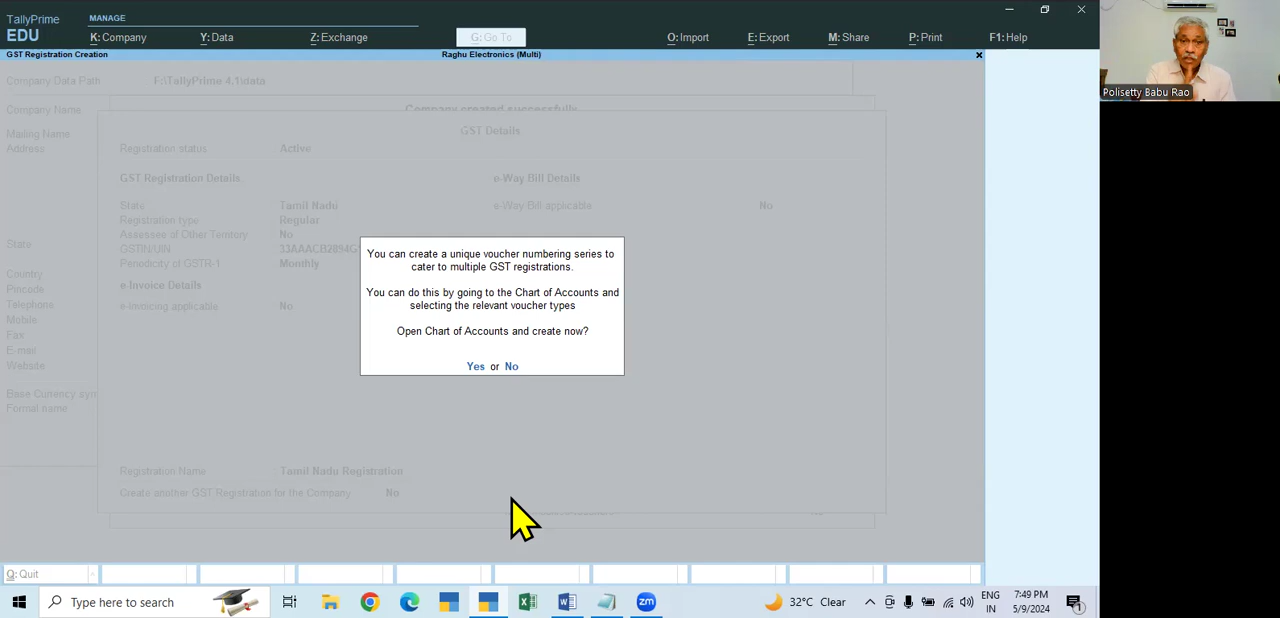 TallyPrime
EDU
MANAGE
K: Company
Y: Data
Z: Exchange
G: Go To
O: Import
E: Export
M: Share
P: Print
F1: Help
GST Registration Creation
Raghu Electronics (Multi)
Company Data Path
F:\TallyPrime 4.1\data
Company Name
Company created successfully
Mailing Name
Address
GST Details
Registration status
Active
GST Registration Details
e-Way Bill Details
State
Tamil Nadu
e-Way Bill applicable
No
Registration type
Regular
Assessee of Other Territory
No
GSTIN/UIN
Periodicity of GSTR-1
Monthly
e-Invoice Details
e-Invoicing applicable
No
State
Country
Pincode
Telephone
Mobile
Fax
E-mail
Website
Base Currency sym
Formal name
You can create a unique voucher numbering series to
cater to multiple GST registrations.
You can do this by going to the Chart of Accounts and
selecting the relevant voucher types
Open Chart of Accounts and create now?
Yes or No
Registration Name
Tamil Nadu Registration
Create another GST Registration for the Company
No
Q: Quit
Polisetty Babu Rao
Type here to search
zm
32°C Clear
ENG
IN
7:49 PM
5/9/2024
1